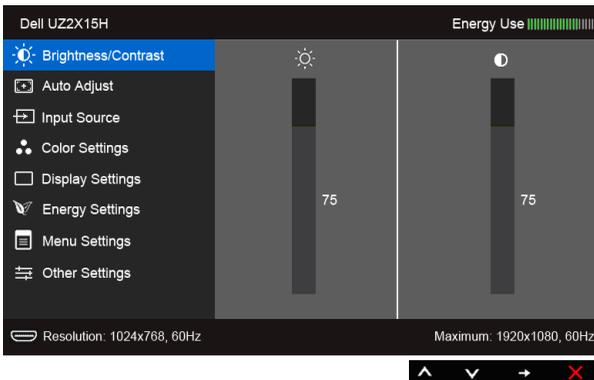 Dell UZ2X15H
Energy Use
Brightness/Contrast
Auto Adjust
Input Source
Color Settings
Display Settings
Energy Settings
Menu Settings
Other Settings
75
75
Resolution: 1024x768, 60Hz
Maximum: 1920x1080, 60Hz